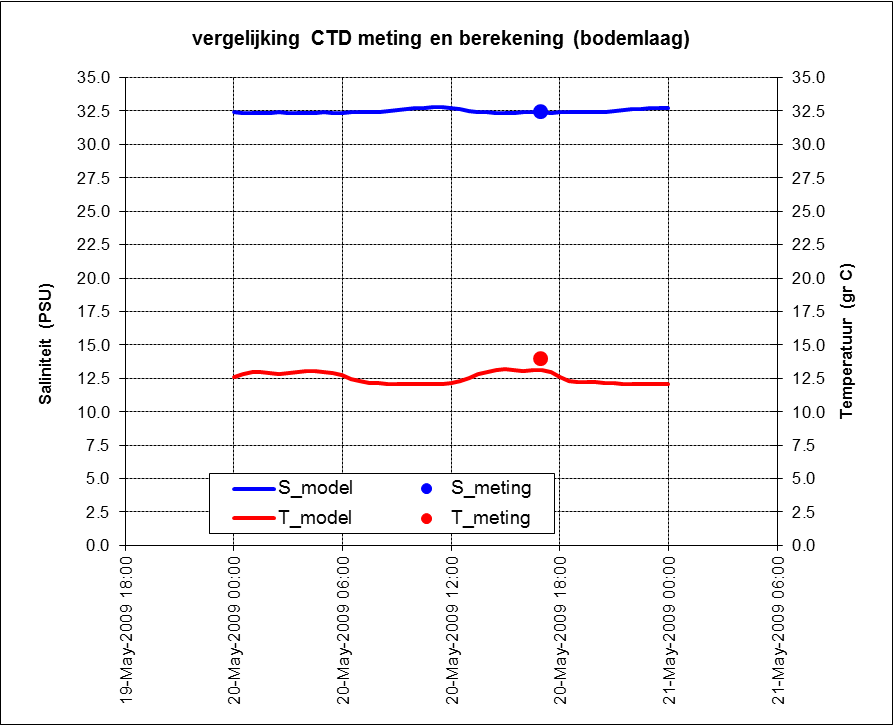 vergelijking CTD meting en berekening (bodemlaag)
35.0
32.5
30.0
27.5
25.0
22.5
20.0
17.5
15.0
12.5
10.0
7.5
5.0
2.5
0.0
Saliniteit (PSU)
35.0
32.5
30.0
27.5
25.0
22.5
20.0
17.5
15.0
12.5
10.0
7.5
5.0
2.5
0.0
Temperatuur (gr C)
S_model
S_meting
T_model
T_meting
19-May-2009 18:00
20-May-2009 00:00
20-May-2009 06:00
20-May-2009 12:00
20-May-2009 18:00
21-May-2009 00:00
21-May-2009 06:00